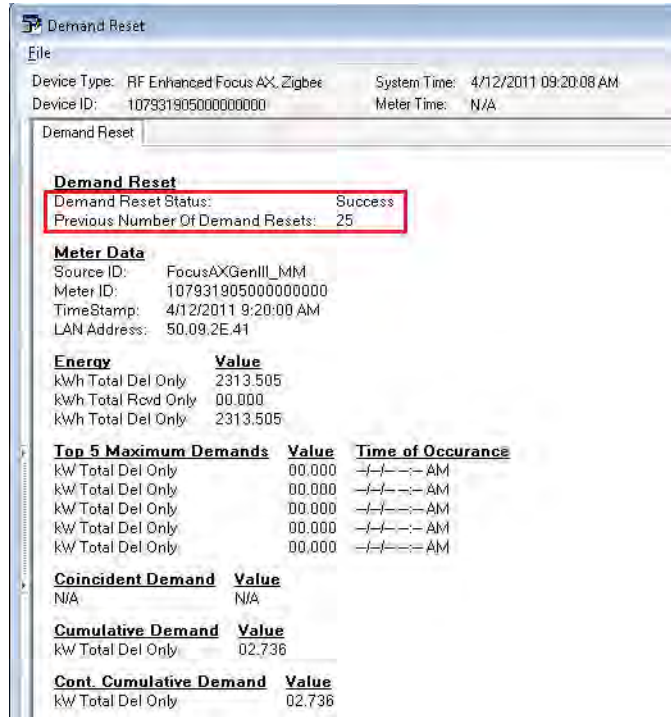 Demand Reset
File
Device Type: RF Enhanced Focus AX, Zigbee System Time: 4/12/2011 09:20:08 AM
Device ID: 107931905000000000 Meter Time: N/A
Demand Reset
Demand Reset
Demand Reset Status: Success
Previous Number Of Demand Resets: 25
Meter Data
Source ID: FocusAXGenIII_MM
Meter ID: 107931905000000000
TimeStamp: 4/12/2011 9:20:00 AM
LAN Address: 50.09.2E.41
Energy Value
kWh Total Del Only 2313.505
kWh Total Rcvd Only 00.000
kWh Total Del Only 2313.505
Top 5 Maximum Demands Value Time of Occurance
kW Total Del Only 00.000 --/--/-- --:-- AM
kW Total Del Only 00.000 --/--/-- --:-- AM
kW Total Del Only 00.000 --/--/-- --:-- AM
kW Total Del Only 00.000 --/--/-- --:-- AM
kW Total Del Only 00.000 --/--/-- --:-- AM
Coincident Demand Value
N/A N/A
Cumulative Demand Value
kW Total Del Only 02.736
Cont. Cumulative Demand Value
kW Total Del Only 02.736